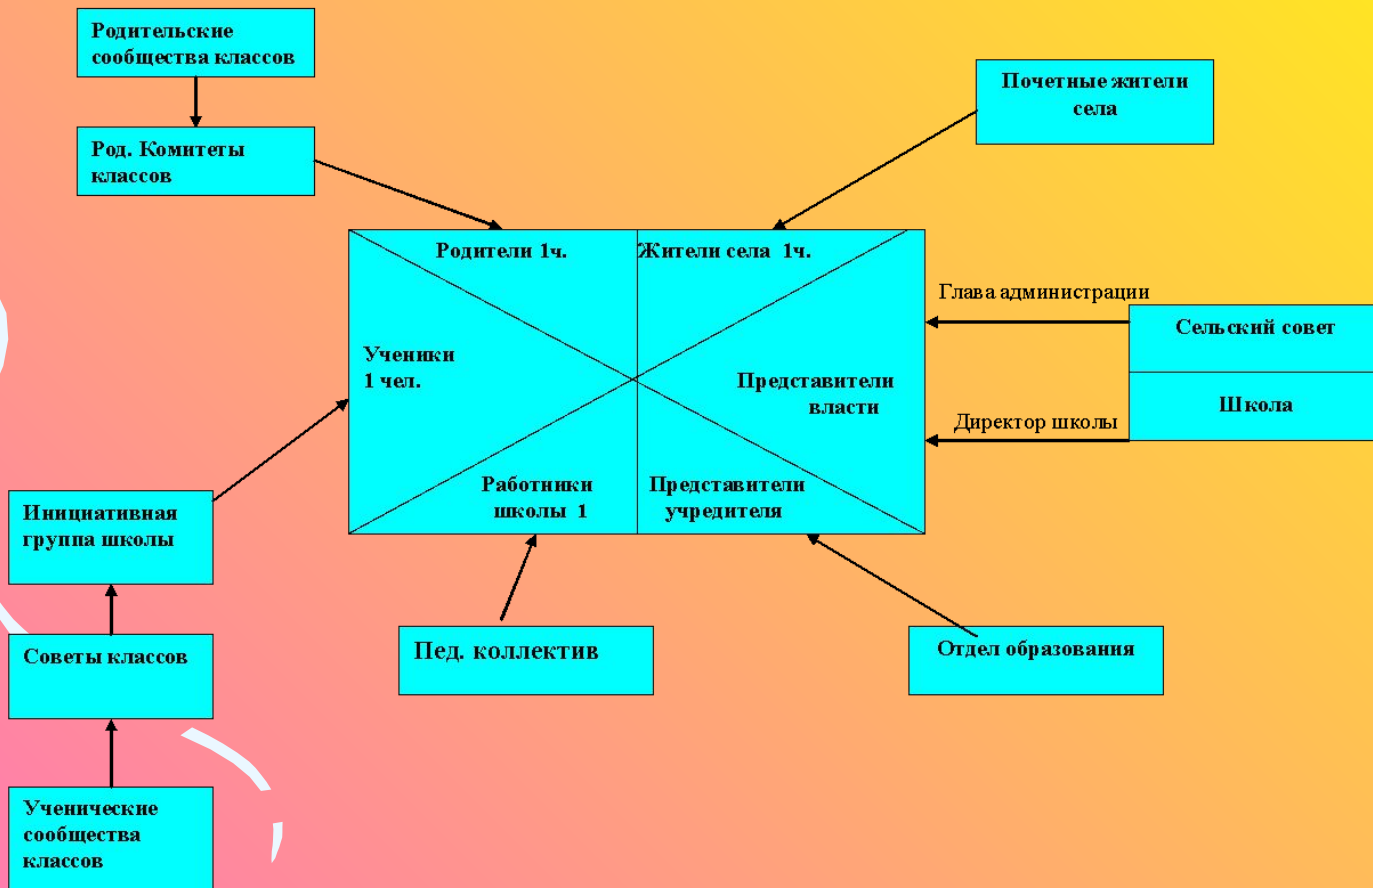 Родительские
сообщества классов
Почетные жители
села
Род. Комитеты
классов
Родители 1ч.
Жители села  1ч.
Глава администрации
Сельский совет
Ученики
1 чел.
Представители
власти
Школа
Директор школы
Работники
школы  1
Представители
учредителя
Инициативная
группа школы
Пед. коллектив
Отдел образования
Советы классов
Ученические
сообщества
классов